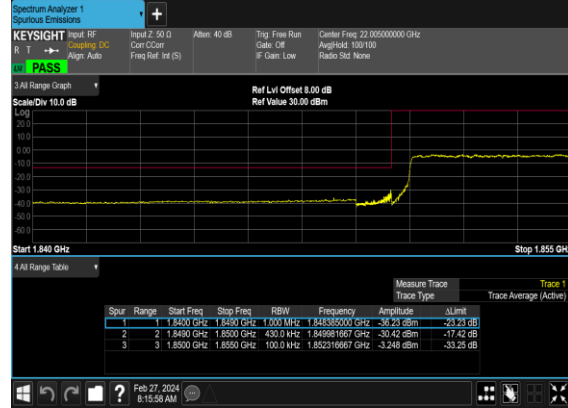 Spectrum Analyzer 1
Spurious Emissions
KEYSIGHT Input: RF Input Z: 50 Ω Atten: 40 dB Trig: Free Run Center Freq: 22.005000000 GHz
R T Coupling: DC Corr CCorr Gate: Off Avg|Hold: 100/100
Align: Auto Freq Ref: Int (S) IF Gain: Low Radio Std: None
PASS
3 All Range Graph
Ref Lvl Offset 8.00 dB
Scale/Div 10.0 dB Ref Value 30.00 dBm
Log
20.0
10.0
0.00
-10.0
-20.0
-30.0
-40.0
-50.0
-60.0
Start 1.840 GHz Stop 1.855 GH
4 All Range Table
Measure Trace Trace 1
Trace Type Trace Average (Active)
Spur Range Start Freq Stop Freq RBW Frequency Amplitude ΔLimit
1 1 1.8400 GHz 1.8490 GHz 1.000 MHz 1.848385000 GHz -36.23 dBm -23.23 dB
2 2 1.8490 GHz 1.8500 GHz 430.0 kHz 1.849981667 GHz -30.42 dBm -17.42 dB
3 3 1.8500 GHz 1.8550 GHz 100.0 kHz 1.852316667 GHz -3.248 dBm -33.25 dB
Feb 27, 2024
8:15:58 AM